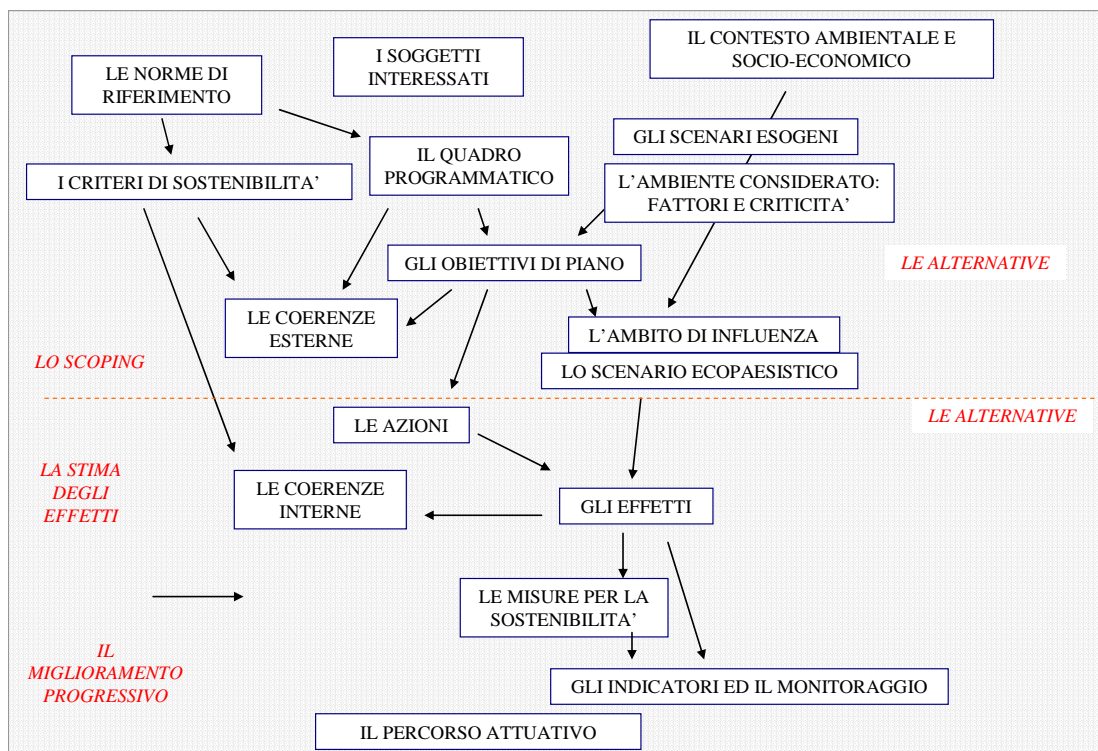 I SOGGETTI
INTERESSATI
IL CONTESTO AMBIENTALE E
SOCIO-ECONOMICO
LE NORME DI
RIFERIMENTO
GLI SCENARI ESOGENI
IL QUADRO
PROGRAMMATICO
I CRITERI DI SOSTENIBILITA’
L’AMBIENTE CONSIDERATO:
FATTORI E CRITICITA’
GLI OBIETTIVI DI PIANO
LE ALTERNATIVE
LE COERENZE
ESTERNE
L’AMBITO DI INFLUENZA
LO SCOPING
LO SCENARIO ECOPAESISTICO
LE ALTERNATIVE
LE AZIONI
LA STIMA
DEGLI
EFFETTI
LE COERENZE
INTERNE
GLI EFFETTI
LE MISURE PER LA
SOSTENIBILITA’
IL
MIGLIORAMENTO
PROGRESSIVO
GLI INDICATORI ED IL MONITORAGGIO
IL PERCORSO ATTUATIVO